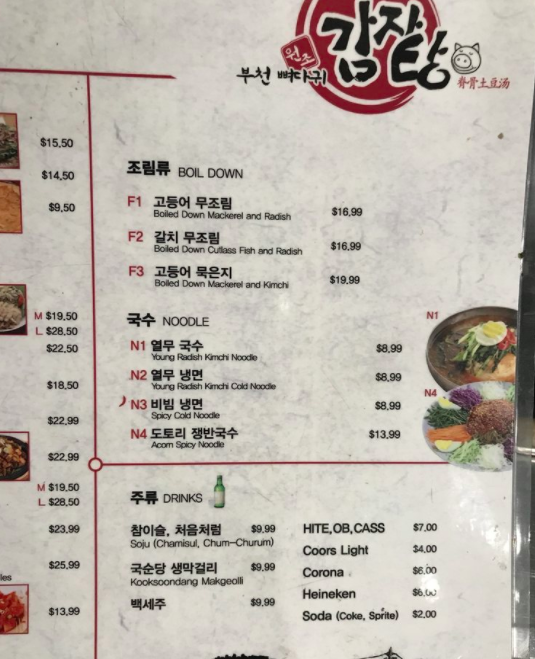 원조
부천 뼈다귀
감자탕
脊骨土豆汤
$15,50
$14,50
$9,50
M $19,50
L $28,50
$22,50
$18,50
$22,99
$22,99
M $19,50
L $28,50
$23,99
$25,99
les
$13,99
조림류 BOIL DOWN
F1 고등어 무조림 $16,99
Boiled Down Mackerel and Radish
F2 갈치 무조림 $16,99
Boiled Down Cutlass Fish and Radish
F3 고등어 묵은지 $19,99
Boiled Down Mackerel and Kimchi
국수 NOODLE
N1 열무 국수 $8,99
Young Radish Kimchi Noodle
N2 열무 냉면 $8,99
Young Radish Kimchi Cold Noodle
N3 비빔 냉면 $8,99
Spicy Cold Noodle
N4 도토리 쟁반국수 $13,99
Acorn Spicy Noodle
N1
N4
주류 DRINKS
참이슬, 처음처럼 $9,99
Soju (Chamisul, Chum-Churum)
국순당 생막걸리 $9,99
Kooksoondang Makgeolli
백세주 $9,99
HITE,OB,CASS $7,00
Coors Light $4,00
Corona $6,00
Heineken $6,00
Soda (Coke, Sprite) $2,00